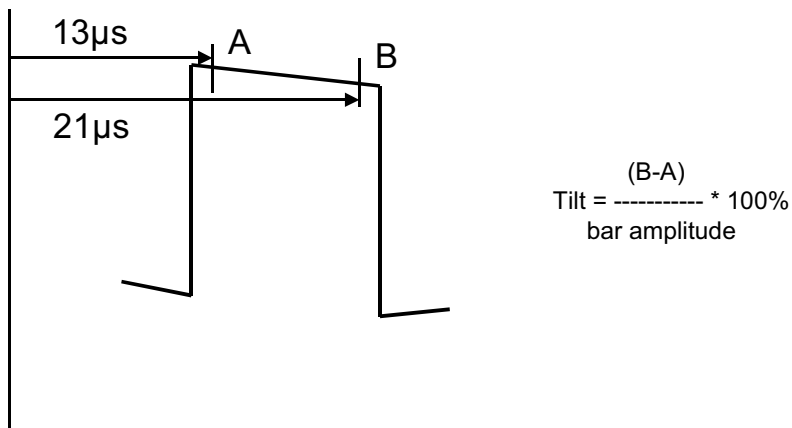 13µs
A
B
21µs
(B-A)
Tilt = ----------- * 100%
bar amplitude